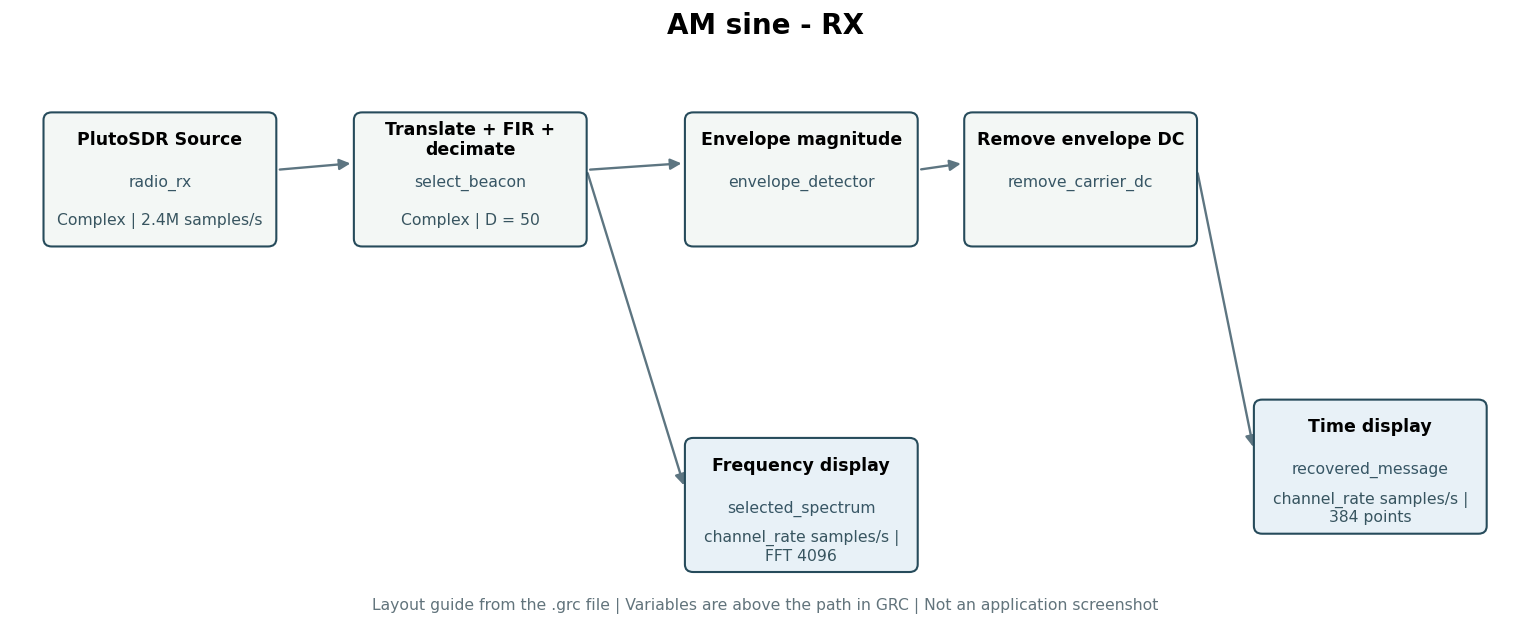 AM sine - RX
PlutoSDR Source
radio_rx
Complex | 2.4M samples/s
Translate + FIR +
decimate
select_beacon
Complex | D = 50
Envelope magnitude
envelope_detector
Remove envelope DC
remove_carrier_dc
Frequency display
selected_spectrum
channel_rate samples/s |
FFT 4096
Time display
recovered_message
channel_rate samples/s |
384 points
Layout guide from the .grc file | Variables are above the path in GRC | Not an application screenshot